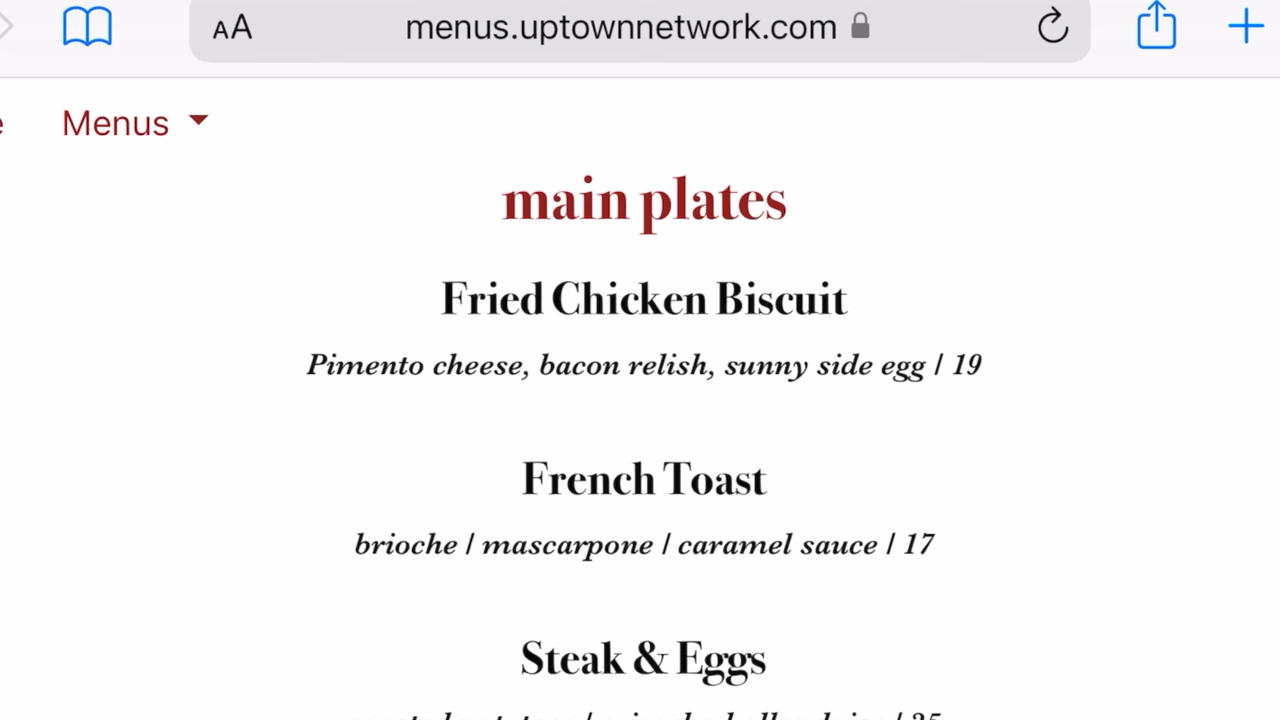 AA menus.uptownnetwork.com
Menus
main plates
Fried Chicken Biscuit
Pimento cheese, bacon relish, sunny side egg / 19
French Toast
brioche / mascarpone / caramel sauce / 17
Steak & Eggs